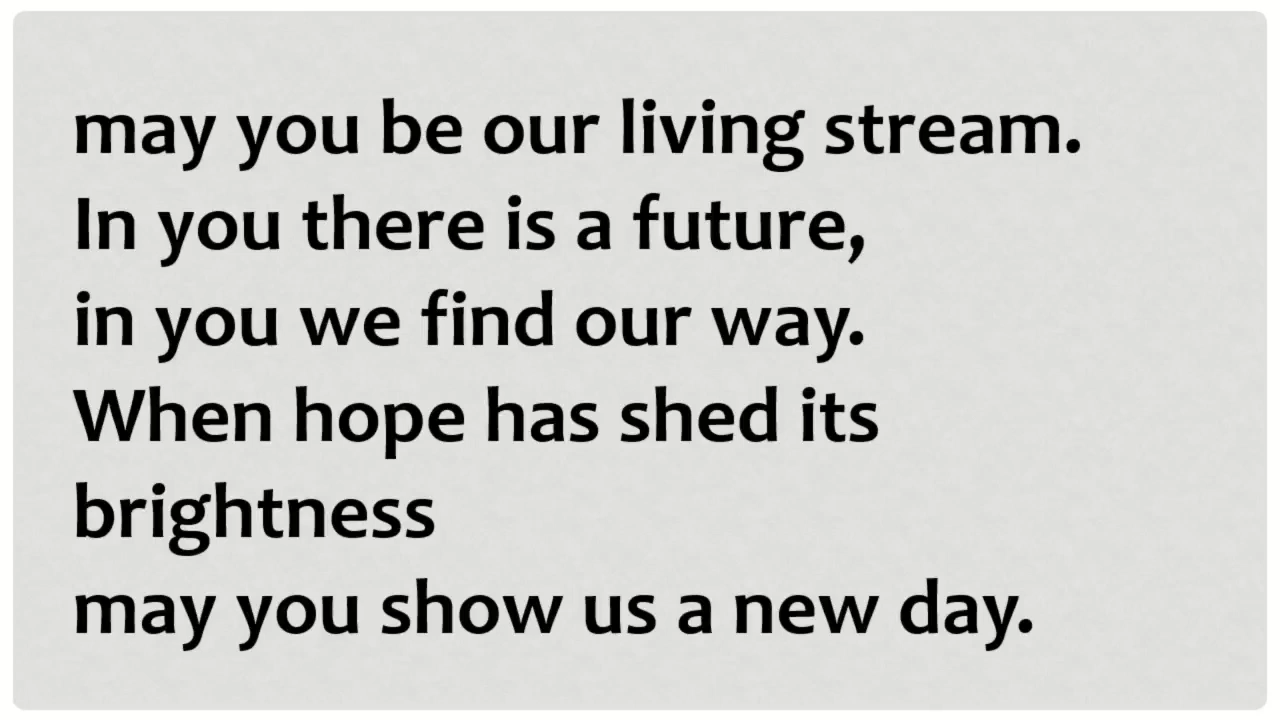 may you be our living stream.
In you there is a future,
in you we find our way.
When hope has shed its
brightness
may you show us a new day.